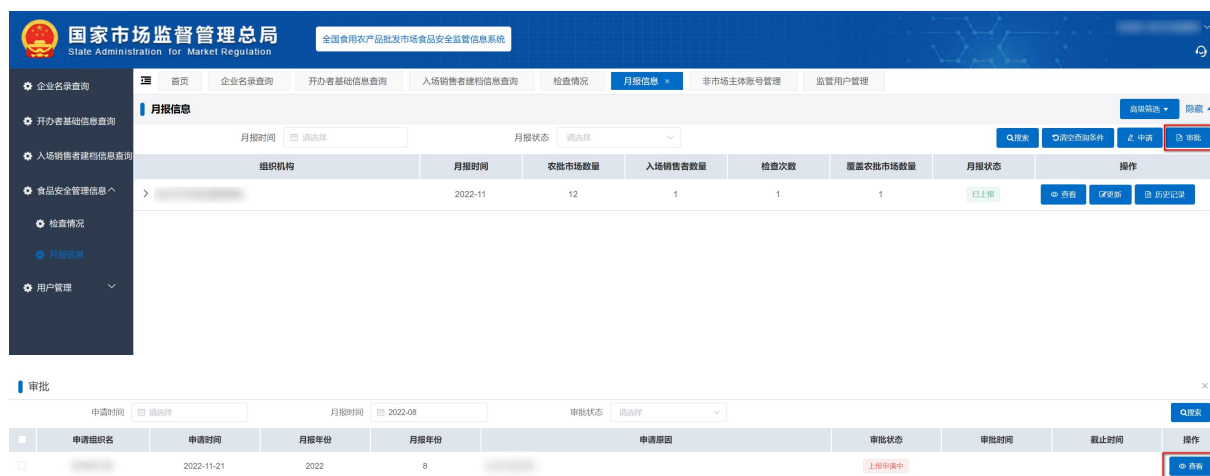 国家市场监督管理总局
State Administration for Market Regulation
全国食用农产品批发市场食品安全监管信息系统
首页 企业名录查询 开办者基础信息查询 入场销售者建档信息查询 检查情况 月报信息 × 非市场主体账号管理 监管用户管理
企业名录查询
开办者基础信息查询
入场销售者建档信息查询
食品安全管理信息
检查情况
月报信息
用户管理
月报信息
高级筛选 隐藏
月报时间 请选择 月报状态 请选择 搜索 清空查询条件 申请 审批
组织机构 月报时间 农批市场数量 入场销售者数量 检查次数 覆盖农批市场数量 月报状态 操作
2022-11 12 1 1 1 已上报 查看 更新 历史记录
审批 ×
申请时间 请选择 月报时间 2022-08 审批状态 请选择 搜索
申请组织名 申请时间 月报年份 月报年份 申请原因 审批状态 审批时间 截止时间 操作
2022-11-21 2022 8 上报申请中 查看